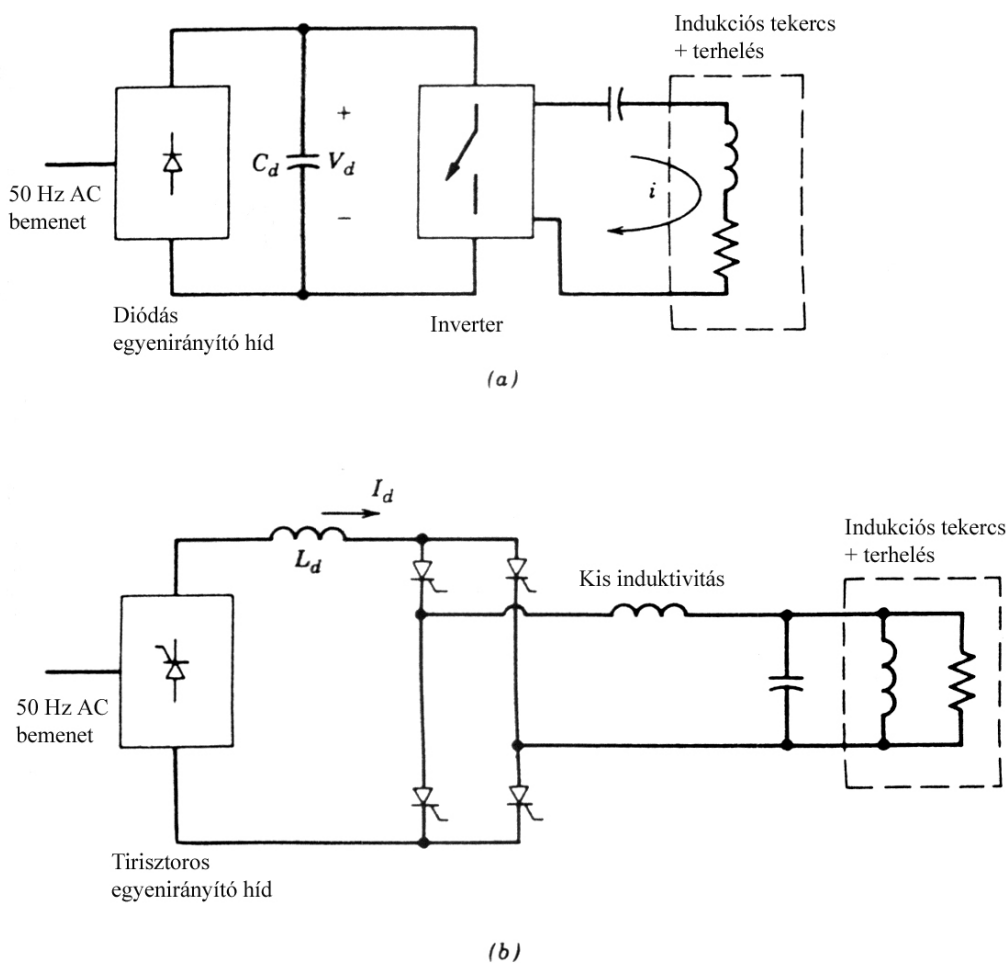 Indukciós tekercs
+ terhelés
+
C_d
V_d
−
i
50 Hz AC
bemenet
Diódás
egyenirányító híd
Inverter
(a)
I_d
L_d
Indukciós tekercs
+ terhelés
Kis induktivitás
50 Hz AC
bemenet
Tirisztoros
egyenirányító híd
(b)